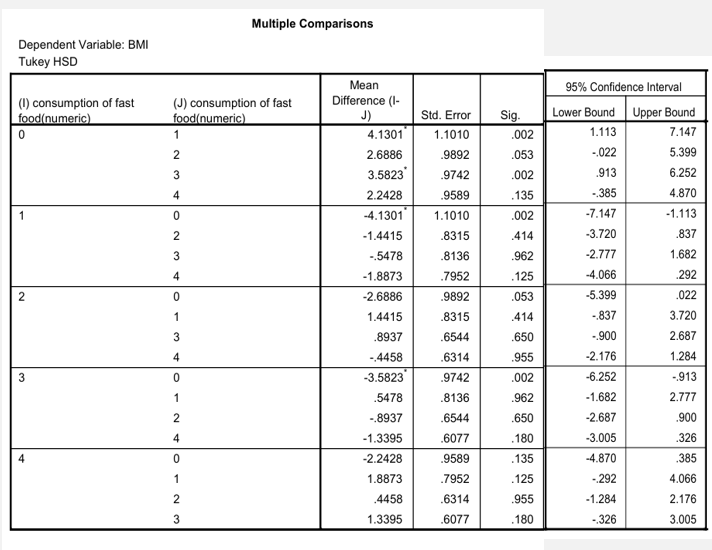 Multiple Comparisons
Dependent Variable: BMI
Tukey HSD
(I) consumption of fast food(numeric) (J) consumption of fast food(numeric) Mean Difference (I-J) Std. Error Sig. 95% Confidence Interval
Lower Bound Upper Bound
0 1 4.1301* 1.1010 .002 1.113 7.147
2 2.6886 .9892 .053 -.022 5.399
3 3.5823* .9742 .002 .913 6.252
4 2.2428 .9589 .135 -.385 4.870
1 0 -4.1301* 1.1010 .002 -7.147 -1.113
2 -1.4415 .8315 .414 -3.720 .837
3 -.5478 .8136 .962 -2.777 1.682
4 -1.8873 .7952 .125 -4.066 .292
2 0 -2.6886 .9892 .053 -5.399 .022
1 1.4415 .8315 .414 -.837 3.720
3 .8937 .6544 .650 -.900 2.687
4 -.4458 .6314 .955 -2.176 1.284
3 0 -3.5823* .9742 .002 -6.252 -.913
1 .5478 .8136 .962 -1.682 2.777
2 -.8937 .6544 .650 -2.687 .900
4 -1.3395 .6077 .180 -3.005 .326
4 0 -2.2428 .9589 .135 -4.870 .385
1 1.8873 .7952 .125 -.292 4.066
2 .4458 .6314 .955 -1.284 2.176
3 1.3395 .6077 .180 -.326 3.005